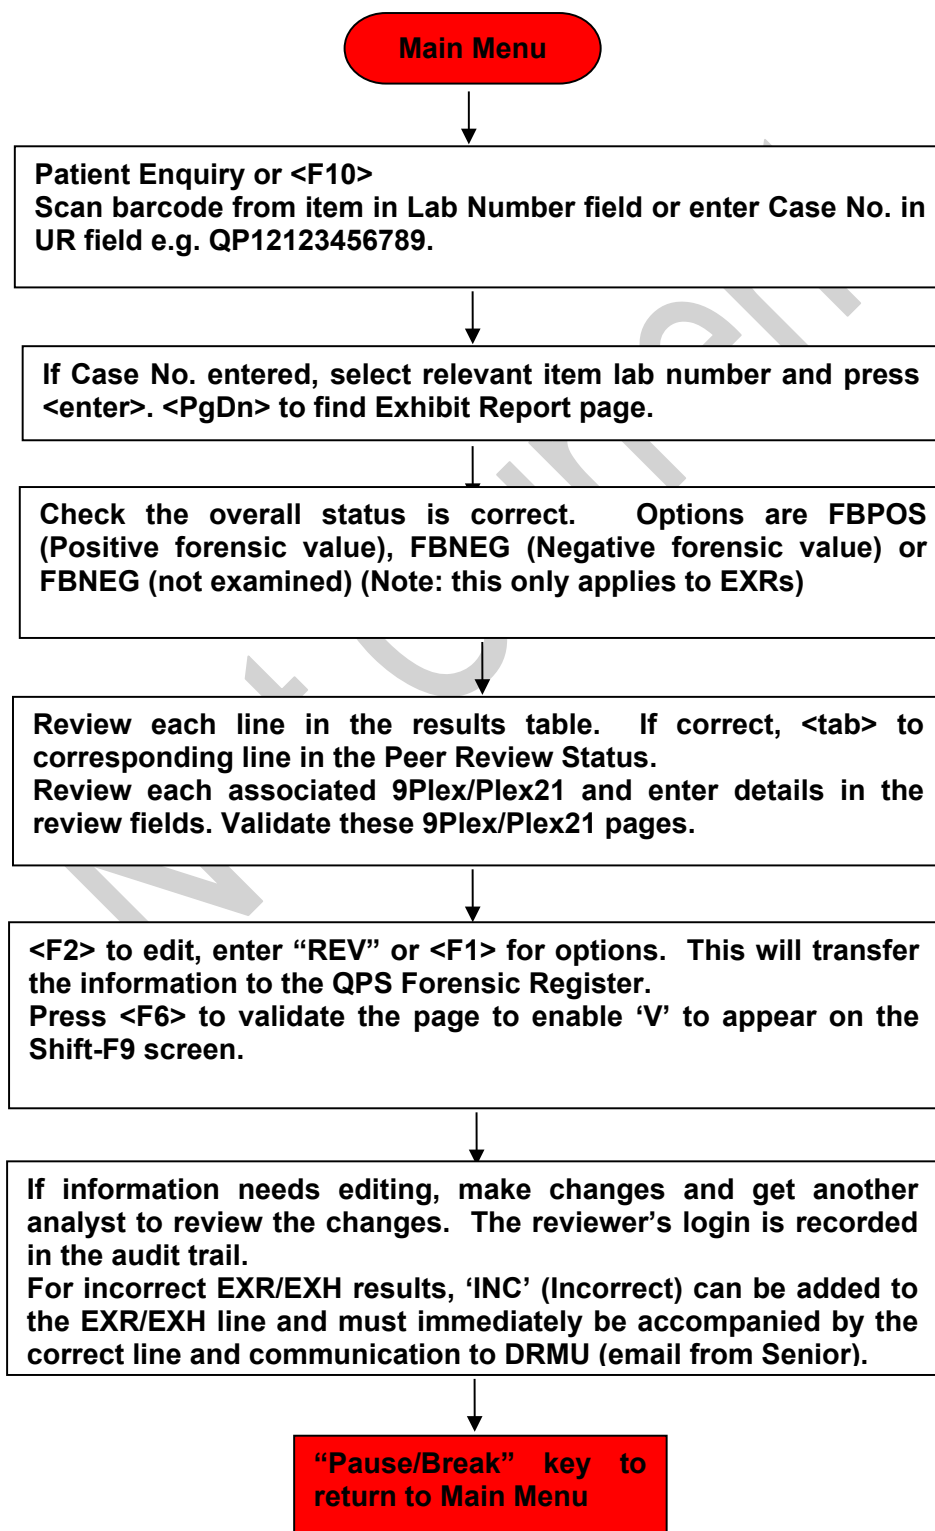 Main Menu
Patient Enquiry or <F10>
Scan barcode from item in Lab Number field or enter Case No. in
UR field e.g. QP12123456789.
If Case No. entered, select relevant item lab number and press
<enter>. <PgDn> to find Exhibit Report page.
Check the overall status is correct. Options are FBPOS
(Positive forensic value), FBNEG (Negative forensic value) or
FBNEG (not examined) (Note: this only applies to EXRs)
Review each line in the results table. If correct, <tab> to
corresponding line in the Peer Review Status.
Review each associated 9Plex/Plex21 and enter details in the
review fields. Validate these 9Plex/Plex21 pages.
<F2> to edit, enter “REV” or <F1> for options. This will transfer
the information to the QPS Forensic Register.
Press <F6> to validate the page to enable ‘V’ to appear on the
Shift-F9 screen.
If information needs editing, make changes and get another
analyst to review the changes. The reviewer’s login is recorded
in the audit trail.
For incorrect EXR/EXH results, ‘INC’ (Incorrect) can be added to
the EXR/EXH line and must immediately be accompanied by the
correct line and communication to DRMU (email from Senior).
“Pause/Break” key to
return to Main Menu